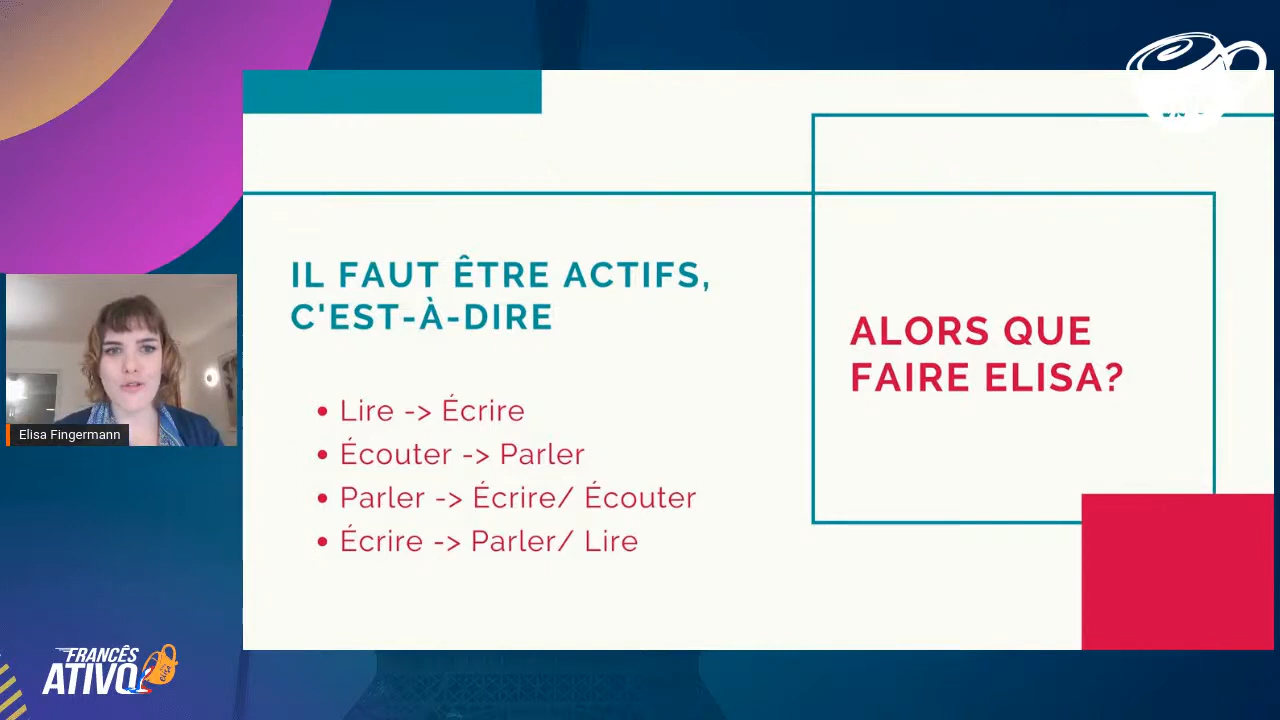 IL FAUT ÊTRE ACTIFS,
C'EST-À-DIRE
• Lire -> Écrire
• Écouter -> Parler
• Parler -> Écrire/ Écouter
• Écrire -> Parler/ Lire
ALORS QUE
FAIRE ELISA?
Elisa Fingermann
FRANCÊS
ATIVO